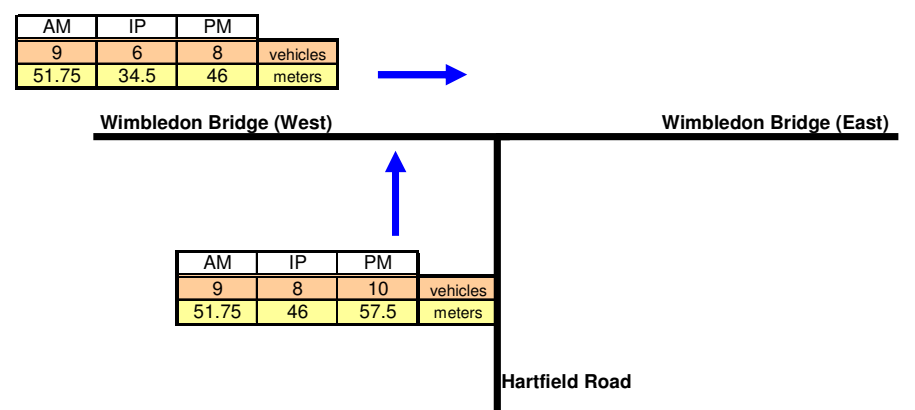 AM IP PM
9 6 8 vehicles
51.75 34.5 46 meters
Wimbledon Bridge (West) Wimbledon Bridge (East)
AM IP PM
9 8 10 vehicles
51.75 46 57.5 meters
Hartfield Road